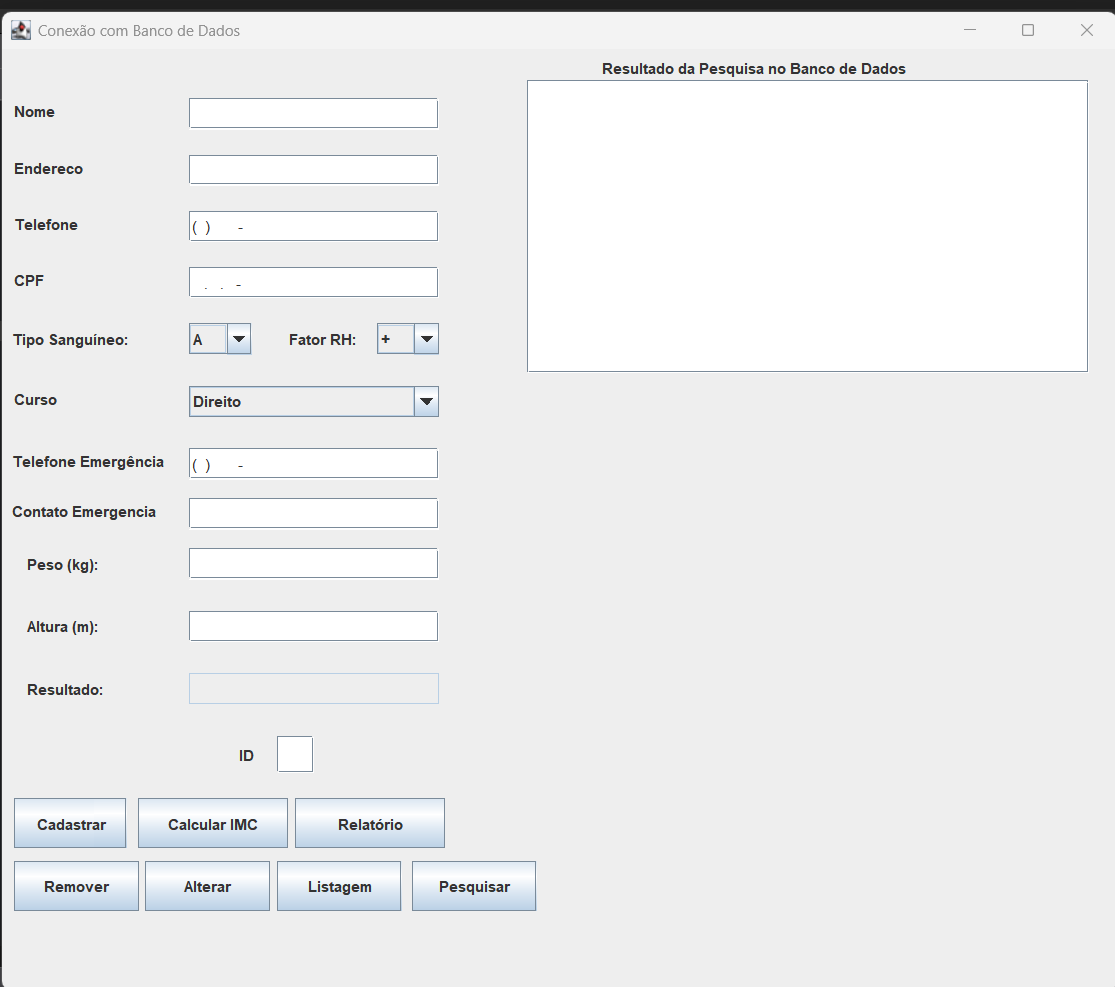 Conexão com Banco de Dados
Resultado da Pesquisa no Banco de Dados
Nome
Endereco
Telefone ( ) -
CPF . . -
Tipo Sanguíneo: A Fator RH: +
Curso Direito
Telefone Emergência ( ) -
Contato Emergencia
Peso (kg):
Altura (m):
Resultado:
ID
Cadastrar Calcular IMC Relatório
Remover Alterar Listagem Pesquisar